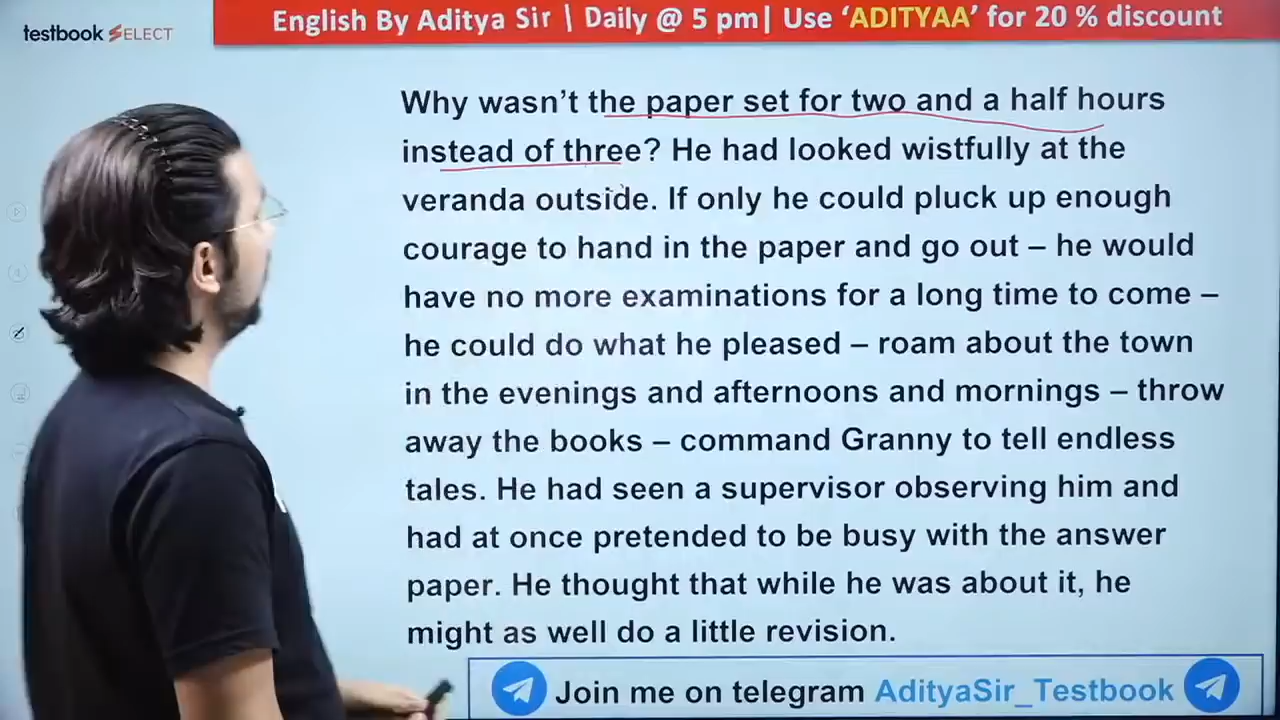 testbook SELECT
English By Aditya Sir \ Daily @ 5 pm| Use ‘ADITYAA’ for 20 % discount
Why wasn’t the paper set for two and a half hours
instead of three? He had looked wistfully at the
veranda outside. If only he could pluck up enough
courage to hand in the paper and go out – he would
have no more examinations for a long time to come –
he could do what he pleased – roam about the town
in the evenings and afternoons and mornings – throw
away the books – command Granny to tell endless
tales. He had seen a supervisor observing him and
had at once pretended to be busy with the answer
paper. He thought that while he was about it, he
might as well do a little revision.
Join me on telegram AdityaSir_Testbook